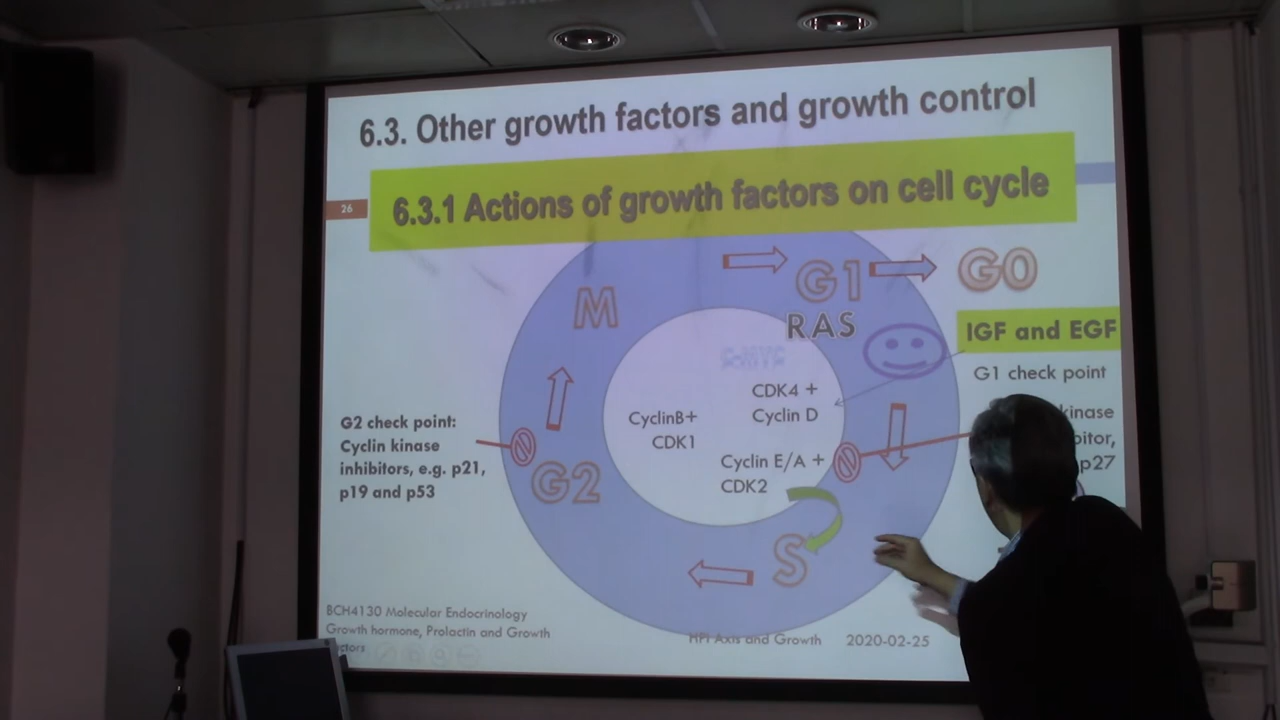 6.3. Other growth factors and growth control
6.3.1 Actions of growth factors on cell cycle
26
G1
G0
M
RAS
IGF and EGF
c-MYC
G1 check point
CDK4 +
Cyclin D
CyclinB+
CDK1
kinase
p27
G2 check point:
Cyclin kinase
inhibitors, e.g. p21,
p19 and p53
Cyclin E/A +
CDK2
G2
S
BCH4130 Molecular Endocrinology
Growth hormone, Prolactin and Growth
HPI Axis and Growth
2020-02-25